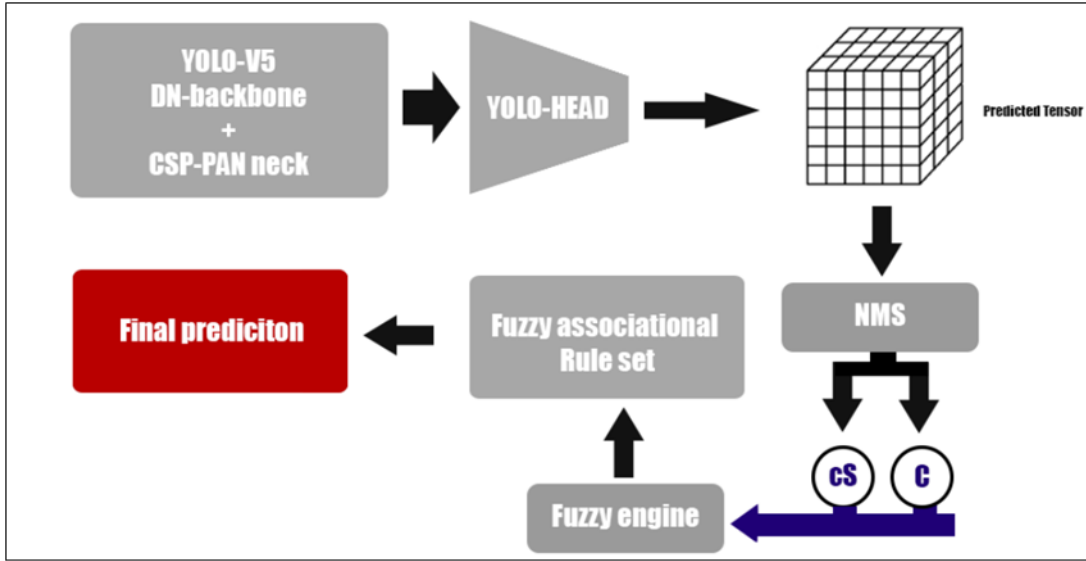 YOLO-V5
DN-backbone
+
CSP-PAN neck
YOLO-HEAD
Predicted Tensor
NMS
cS
C
Fuzzy engine
Fuzzy associational
Rule set
Final prediciton